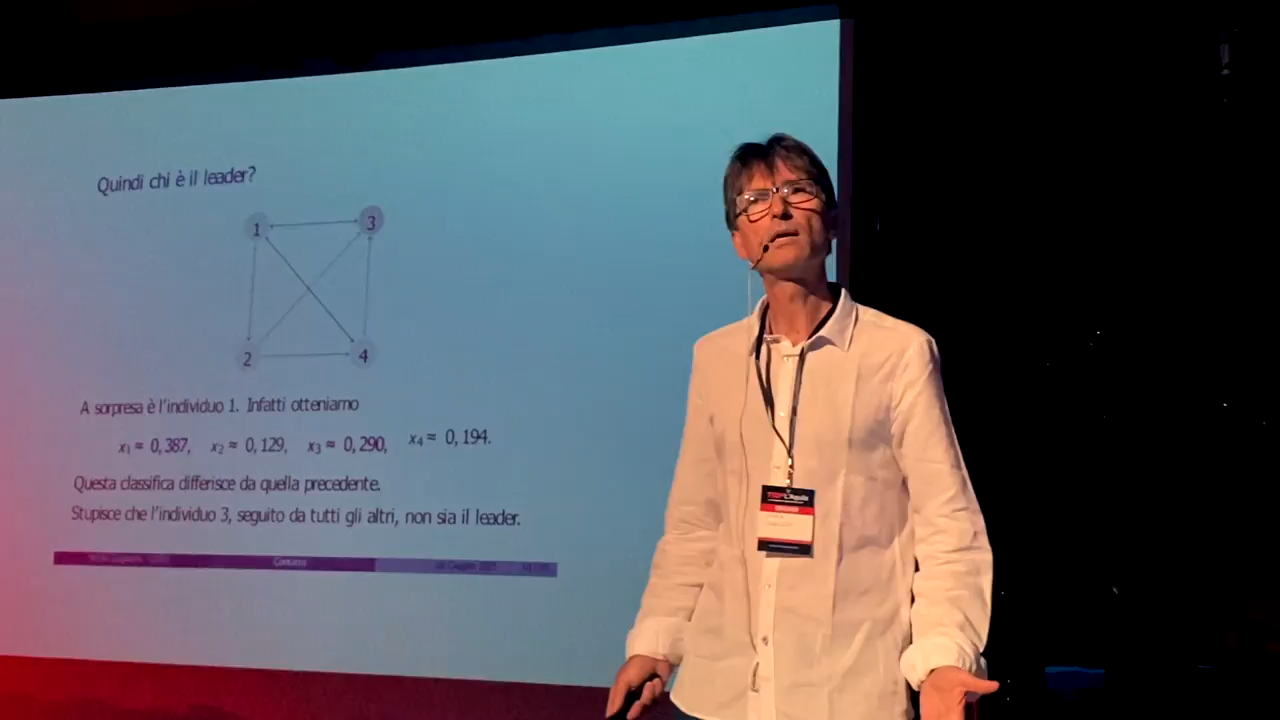 Quindi chi è il leader?
1 3
2 4
A sorpresa è l'individuo 1. Infatti otteniamo
x₁ ≈ 0,387, x₂ ≈ 0,129, x₃ ≈ 0,290, x₄ ≈ 0,194.
Questa classifica differisce da quella precedente.
Stupisce che l'individuo 3, seguito da tutti gli altri, non sia il leader.
TEDxL'Aquila